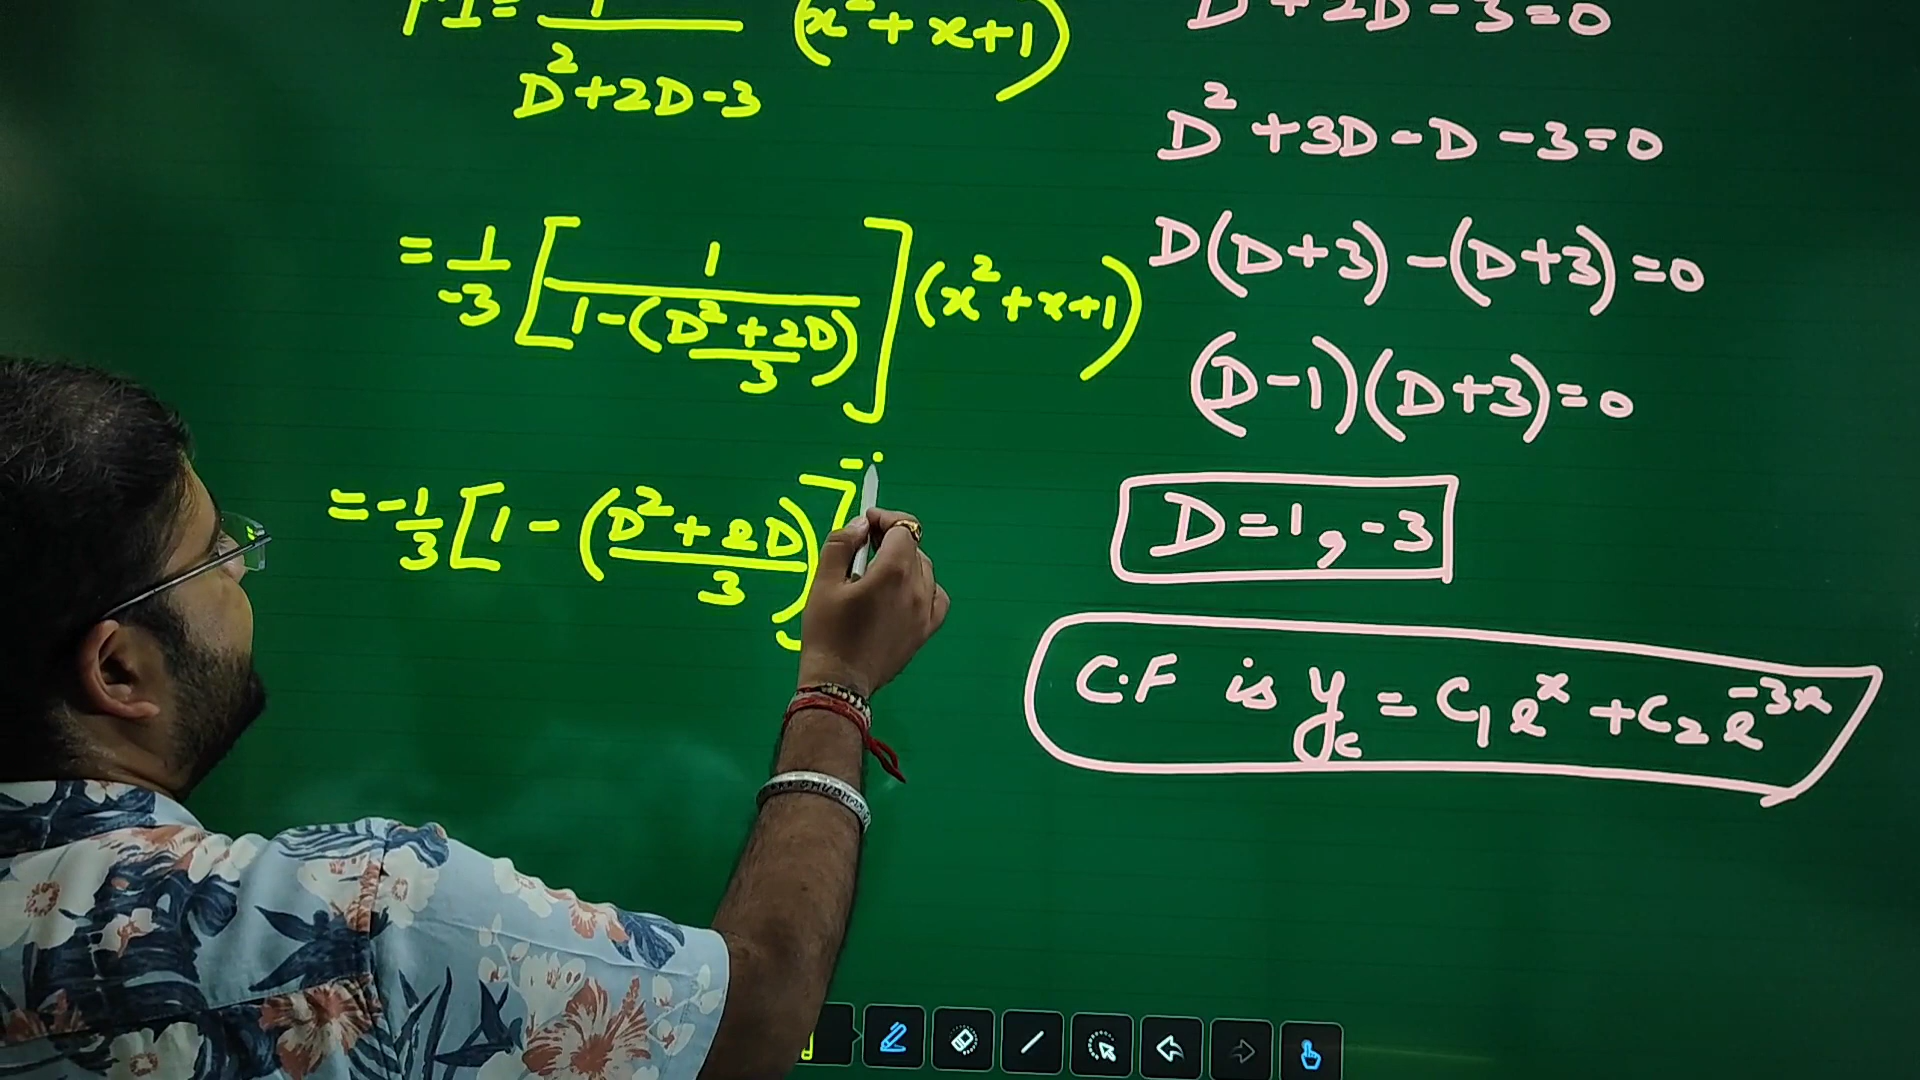 PI = 1/(D²+2D-3) (x²+x+1)
= 1/-3 [1/(1-((D²+2D)/3))] (x²+x+1)
= -1/3 [1-((D²+2D)/3)]⁻
D²+2D-3=0
D²+3D-D-3=0
D(D+3)-(D+3)=0
(D-1)(D+3)=0
D=1,-3
C.F is y_c = C₁eˣ+C₂e⁻³ˣ